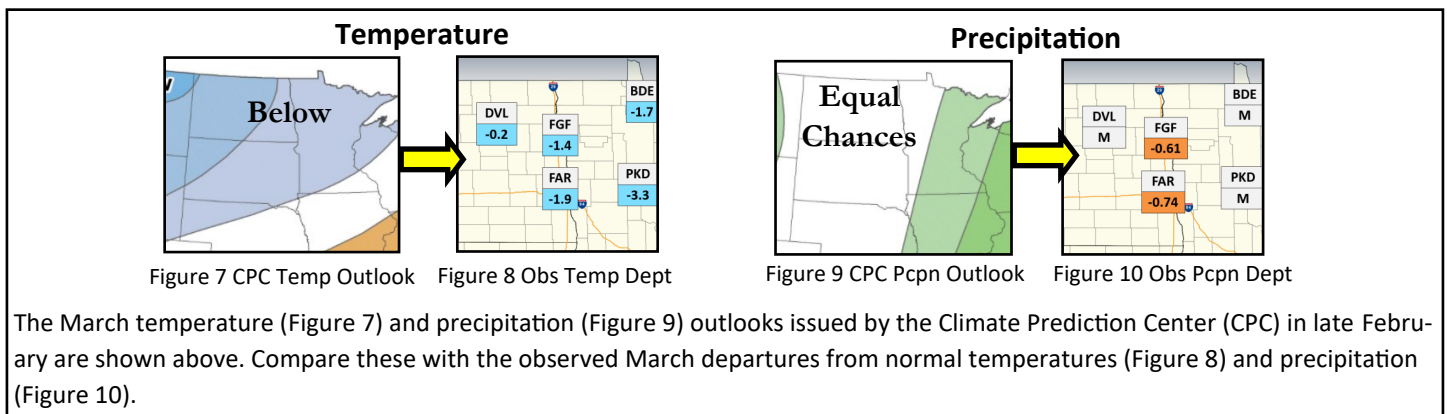 Temperature
Precipitation
Below
DVL
-0.2
FGF
-1.4
FAR
-1.9
BDE
-1.7
PKD
-3.3
Equal
Chances
DVL
M
FGF
-0.61
FAR
-0.74
BDE
M
PKD
M
Figure 7 CPC Temp Outlook
Figure 8 Obs Temp Dept
Figure 9 CPC Pcpn Outlook
Figure 10 Obs Pcpn Dept
The March temperature (Figure 7) and precipitation (Figure 9) outlooks issued by the Climate Prediction Center (CPC) in late Febru-
ary are shown above. Compare these with the observed March departures from normal temperatures (Figure 8) and precipitation
(Figure 10).